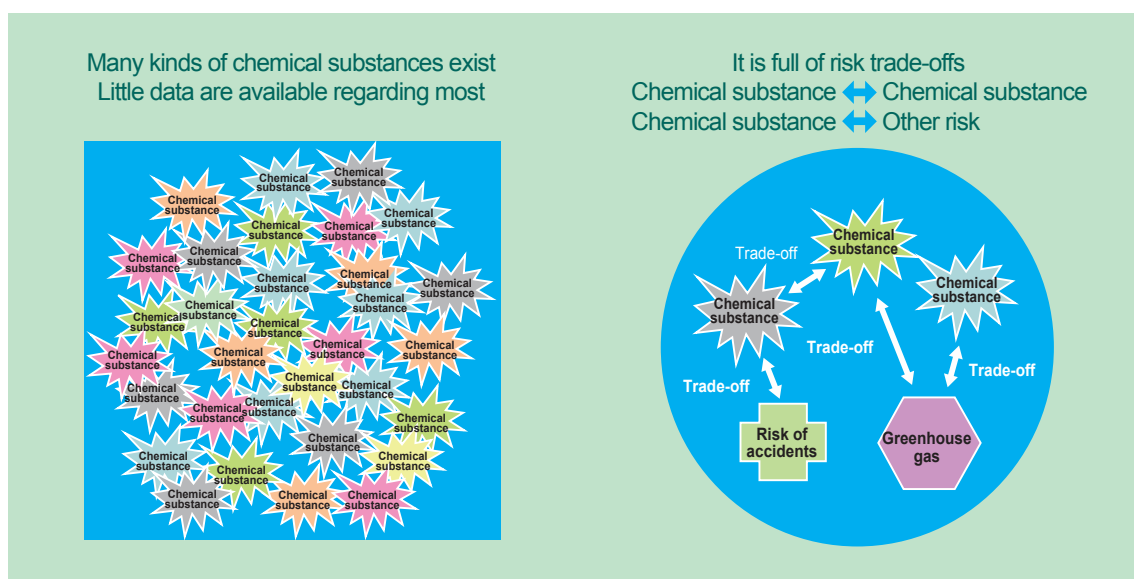 Many kinds of chemical substances exist
Little data are available regarding most
Chemical
substance
Chemical
substance
Chemical
substance
Chemical
substance
Chemical
substance
Chemical
substance
Chemical
substance
Chemical
substance
Chemical
substance
Chemical
substance
Chemical
substance
Chemical
substance
Chemical
substance
Chemical
substance
Chemical
substance
Chemical
substance
Chemical
substance
Chemical
substance
Chemical
substance
Chemical
substance
Chemical
substance
Chemical
substance
Chemical
substance
Chemical
substance
Chemical
substance
Chemical
substance
Chemical
substance
Chemical
substance
Chemical
substance
Chemical
substance
Chemical
substance
Chemical
substance
It is full of risk trade-offs
Chemical substance ↔ Chemical substance
Chemical substance ↔ Other risk
Chemical
substance
Trade-off
Chemical
substance
Chemical
substance
Trade-off
Trade-off
Trade-off
Risk of
accidents
Greenhouse
gas